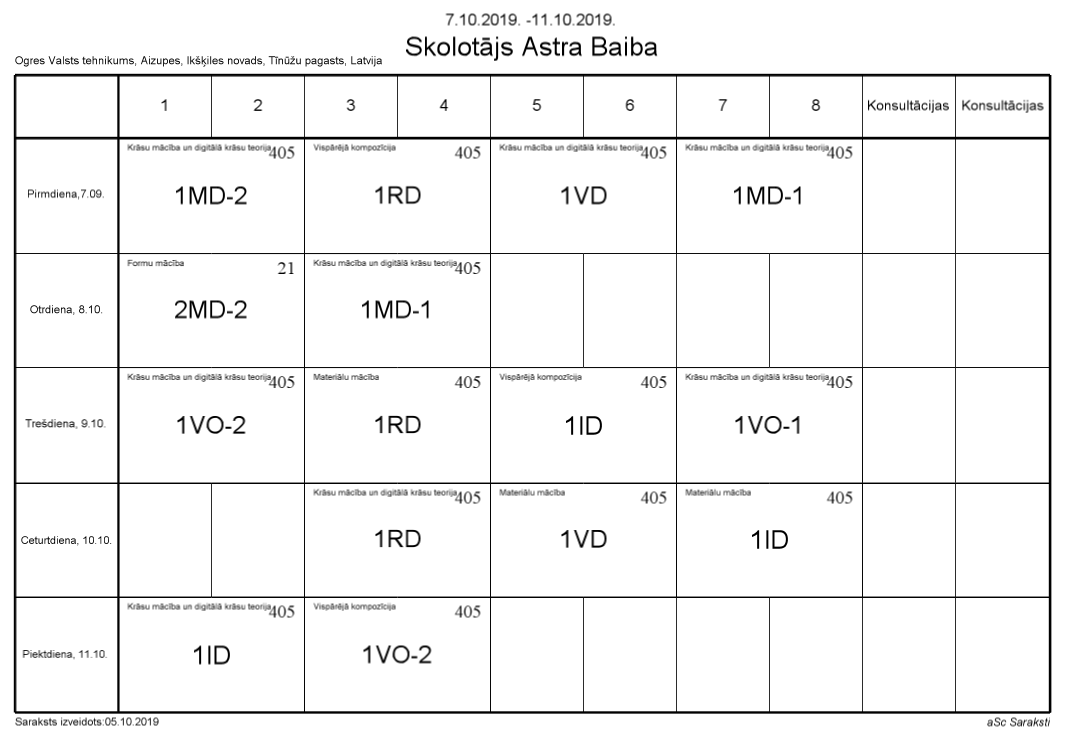 7.10.2019. -11.10.2019.
Skolotājs Astra Baiba
Ogres Valsts tehnikums, Aizupes, Ikšķiles novads, Tīnūžu pagasts, Latvija
1 2 3 4 5 6 7 8 Konsultācijas Konsultācijas
Pirmdiena,7.09.
Krāsu mācība un digitālā krāsu teorija 405
1MD-2
Vispārējā kompozīcija 405
1RD
Krāsu mācība un digitālā krāsu teorija 405
1VD
Krāsu mācība un digitālā krāsu teorija 405
1MD-1
Otrdiena, 8.10.
Formu mācība 21
2MD-2
Krāsu mācība un digitālā krāsu teorija 405
1MD-1
Trešdiena, 9.10.
Krāsu mācība un digitālā krāsu teorija 405
1VO-2
Materiālu mācība 405
1RD
Vispārējā kompozīcija 405
1ID
Krāsu mācība un digitālā krāsu teorija 405
1VO-1
Ceturtdiena, 10.10.
Krāsu mācība un digitālā krāsu teorija 405
1RD
Materiālu mācība 405
1VD
Materiālu mācība 405
1ID
Piektdiena, 11.10.
Krāsu mācība un digitālā krāsu teorija 405
1ID
Vispārējā kompozīcija 405
1VO-2
Saraksts izveidots:05.10.2019
aSc Saraksti